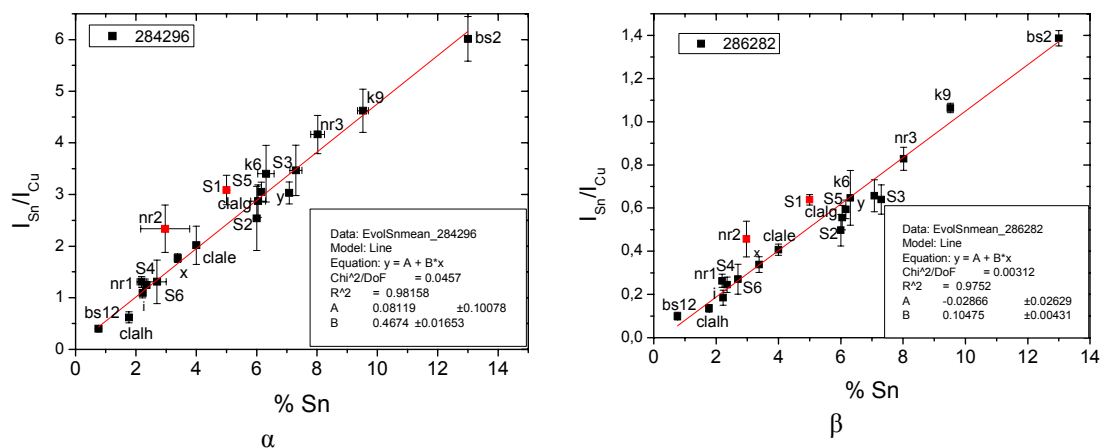 284296
bs2
k9
nr3
k6
S3
S5
S1
clalg
y
S2
nr2
clale
x
S4
nr1
S6
i
bs12
clalh
Data: EvolSnmean_284296
Model: Line
Equation: y = A + B*x
Chi^2/DoF = 0.0457
R^2 = 0.98158
A 0.08119 ±0.10078
B 0.4674 ±0.01653
I_Sn/I_Cu
6
5
4
3
2
1
0
0 2 4 6 8 10 12 14
% Sn
α
286282
bs2
k9
nr3
k6
S1
S5
y
S3
clalg
S2
nr2
clale
x
S4
nr1
S6
i
bs12
clalh
Data: EvolSnmean_286282
Model: Line
Equation: y = A + B*x
Chi^2/DoF = 0.00312
R^2 = 0.9752
A -0.02866 ±0.02629
B 0.10475 ±0.00431
I_Sn/I_Cu
1,4
1,2
1,0
0,8
0,6
0,4
0,2
0,0
0 2 4 6 8 10 12 14
% Sn
β